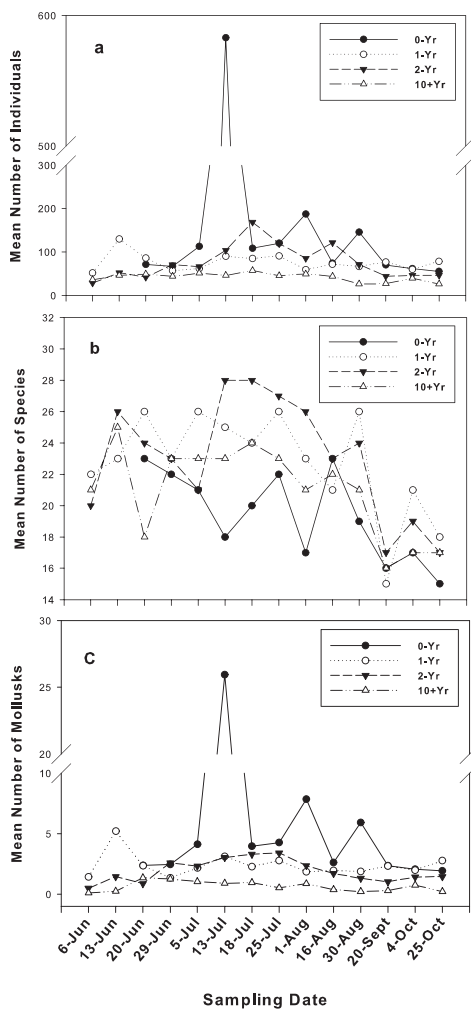 600
a
0-Yr
1-Yr
2-Yr
10+Yr
500
300
200
100
0
Mean Number of Individuals
32
b
0-Yr
1-Yr
2-Yr
10+Yr
30
28
26
24
22
20
18
16
14
Mean Number of Species
30
C
0-Yr
1-Yr
2-Yr
10+Yr
25
20
10
5
0
Mean Number of Mollusks
6-Jun
13-Jun
20-Jun
29-Jun
5-Jul
13-Jul
18-Jul
25-Jul
1-Aug
16-Aug
30-Aug
20-Sept
4-Oct
25-Oct
Sampling Date